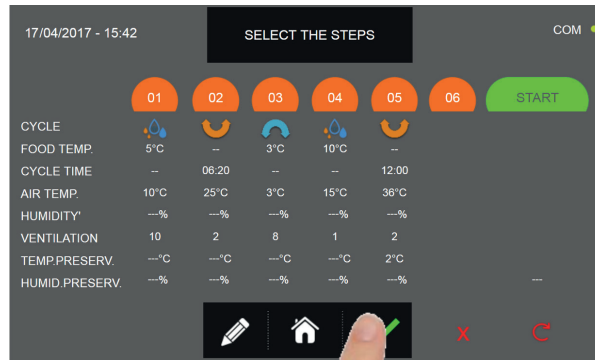 17/04/2017 - 15:42 SELECT THE STEPS COM
01 02 03 04 05 06 START
CYCLE
FOOD TEMP. 5°C -- 3°C 10°C --
CYCLE TIME -- 06:20 -- -- 12:00
AIR TEMP. 10°C 25°C 3°C 15°C 36°C
HUMIDITY' ---% ---% ---% ---% ---%
VENTILATION 10 2 8 1 2
TEMP.PRESERV. ---°C ---°C ---°C ---°C 2°C
HUMID.PRESERV. ---% ---% ---% ---% ---% ---
X